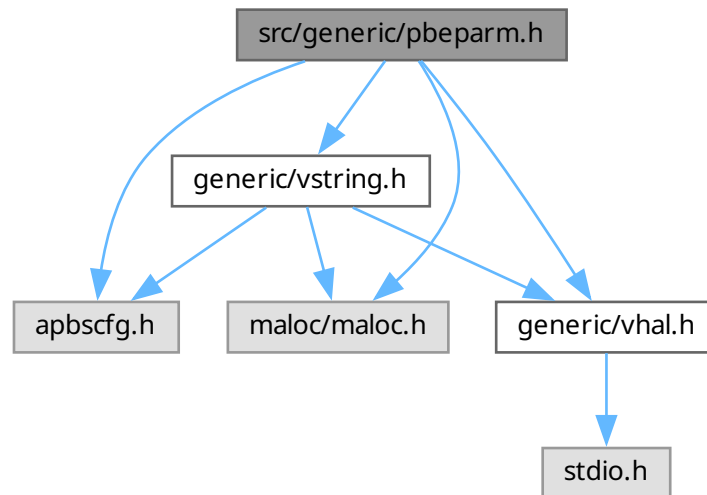 src/generic/pbeparm.h
generic/vstring.h
apbscfg.h
maloc/maloc.h
generic/vhal.h
stdio.h